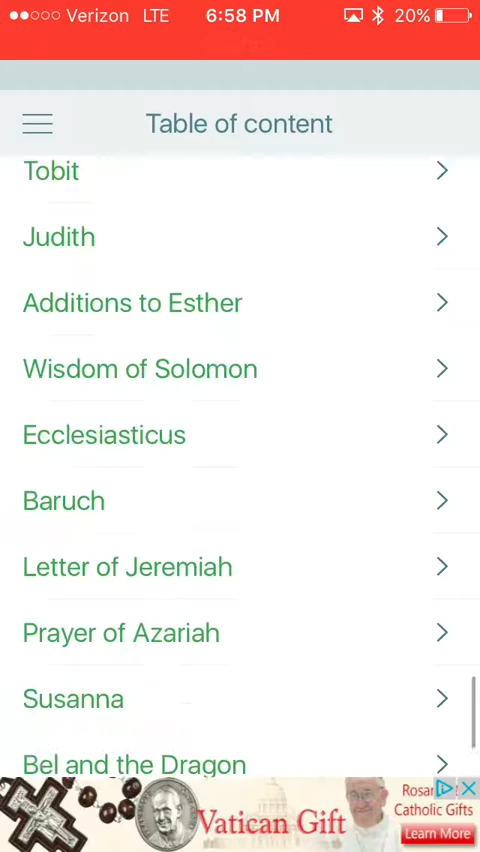 Verizon LTE 6:58 PM 20%
Table of content
Tobit
Judith
Additions to Esther
Wisdom of Solomon
Ecclesiasticus
Baruch
Letter of Jeremiah
Prayer of Azariah
Susanna
Bel and the Dragon
Vatican Gift
Catholic Gifts
Learn More